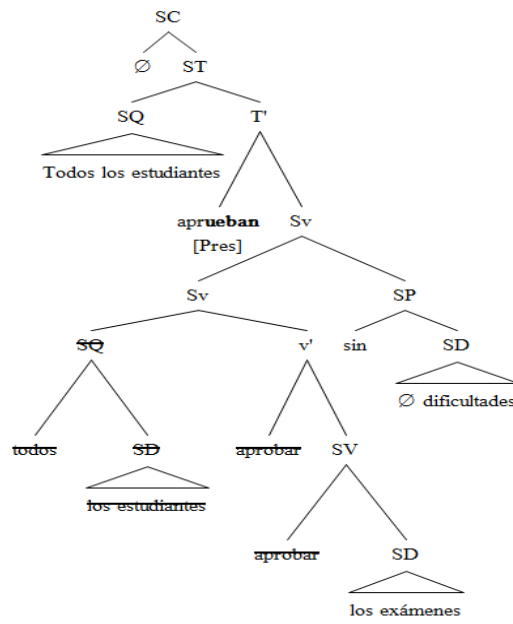 SC
∅ ST
SQ T'
Todos los estudiantes
aprueban Sv
[Pres]
Sv SP
SQ v' sin SD
∅ dificultades
todos SD aprobar SV
los estudiantes
aprobar SD
los exámenes